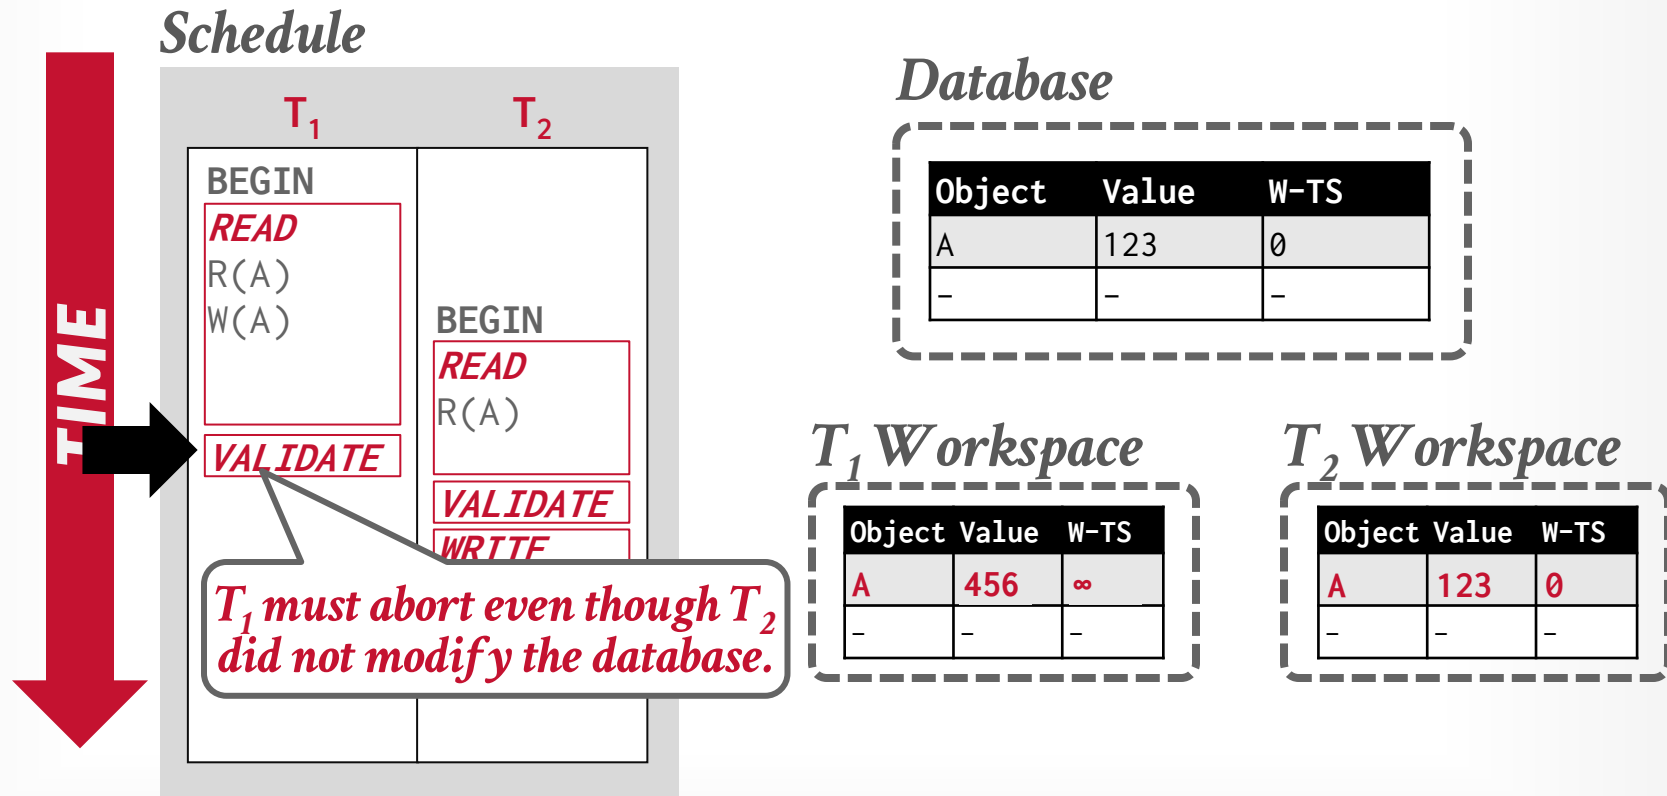 Schedule
TIME
T1 T2
BEGIN
READ
R(A)
W(A)
VALIDATE
BEGIN
READ
R(A)
VALIDATE
WRITE
T1 must abort even though T2
did not modify the database.
Database
Object Value W-TS
A 123 0
- - -
T1 Workspace
Object Value W-TS
A 456 ∞
- - -
T2 Workspace
Object Value W-TS
A 123 0
- - -